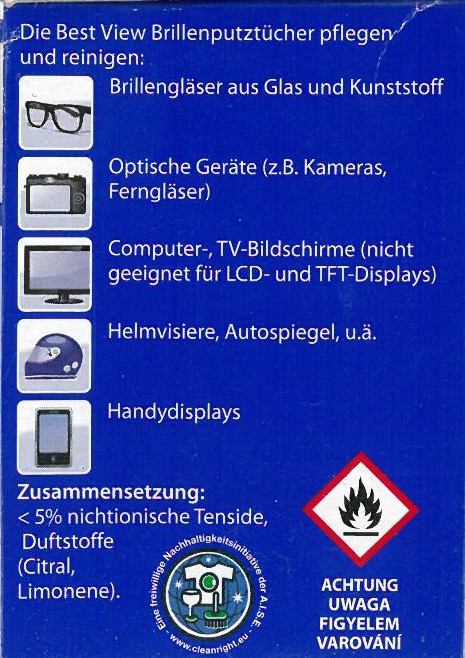 Die Best View Brillenputztücher pflegen
und reinigen:
Brillengläser aus Glas und Kunststoff
Optische Geräte (z.B. Kameras,
Ferngläser)
Computer-, TV-Bildschirme (nicht
geeignet für LCD- und TFT-Displays)
Helmvisiere, Autospiegel, u.ä.
Handydisplays
Zusammensetzung:
< 5% nichtionische Tenside,
Duftstoffe
(Citral,
Limonene).
Eine freiwillige Nachhaltigkeitsinitiative der A.I.S.E. -
www.cleanright.eu -
ACHTUNG
UWAGA
FIGYELEM
VAROVÁNÍ